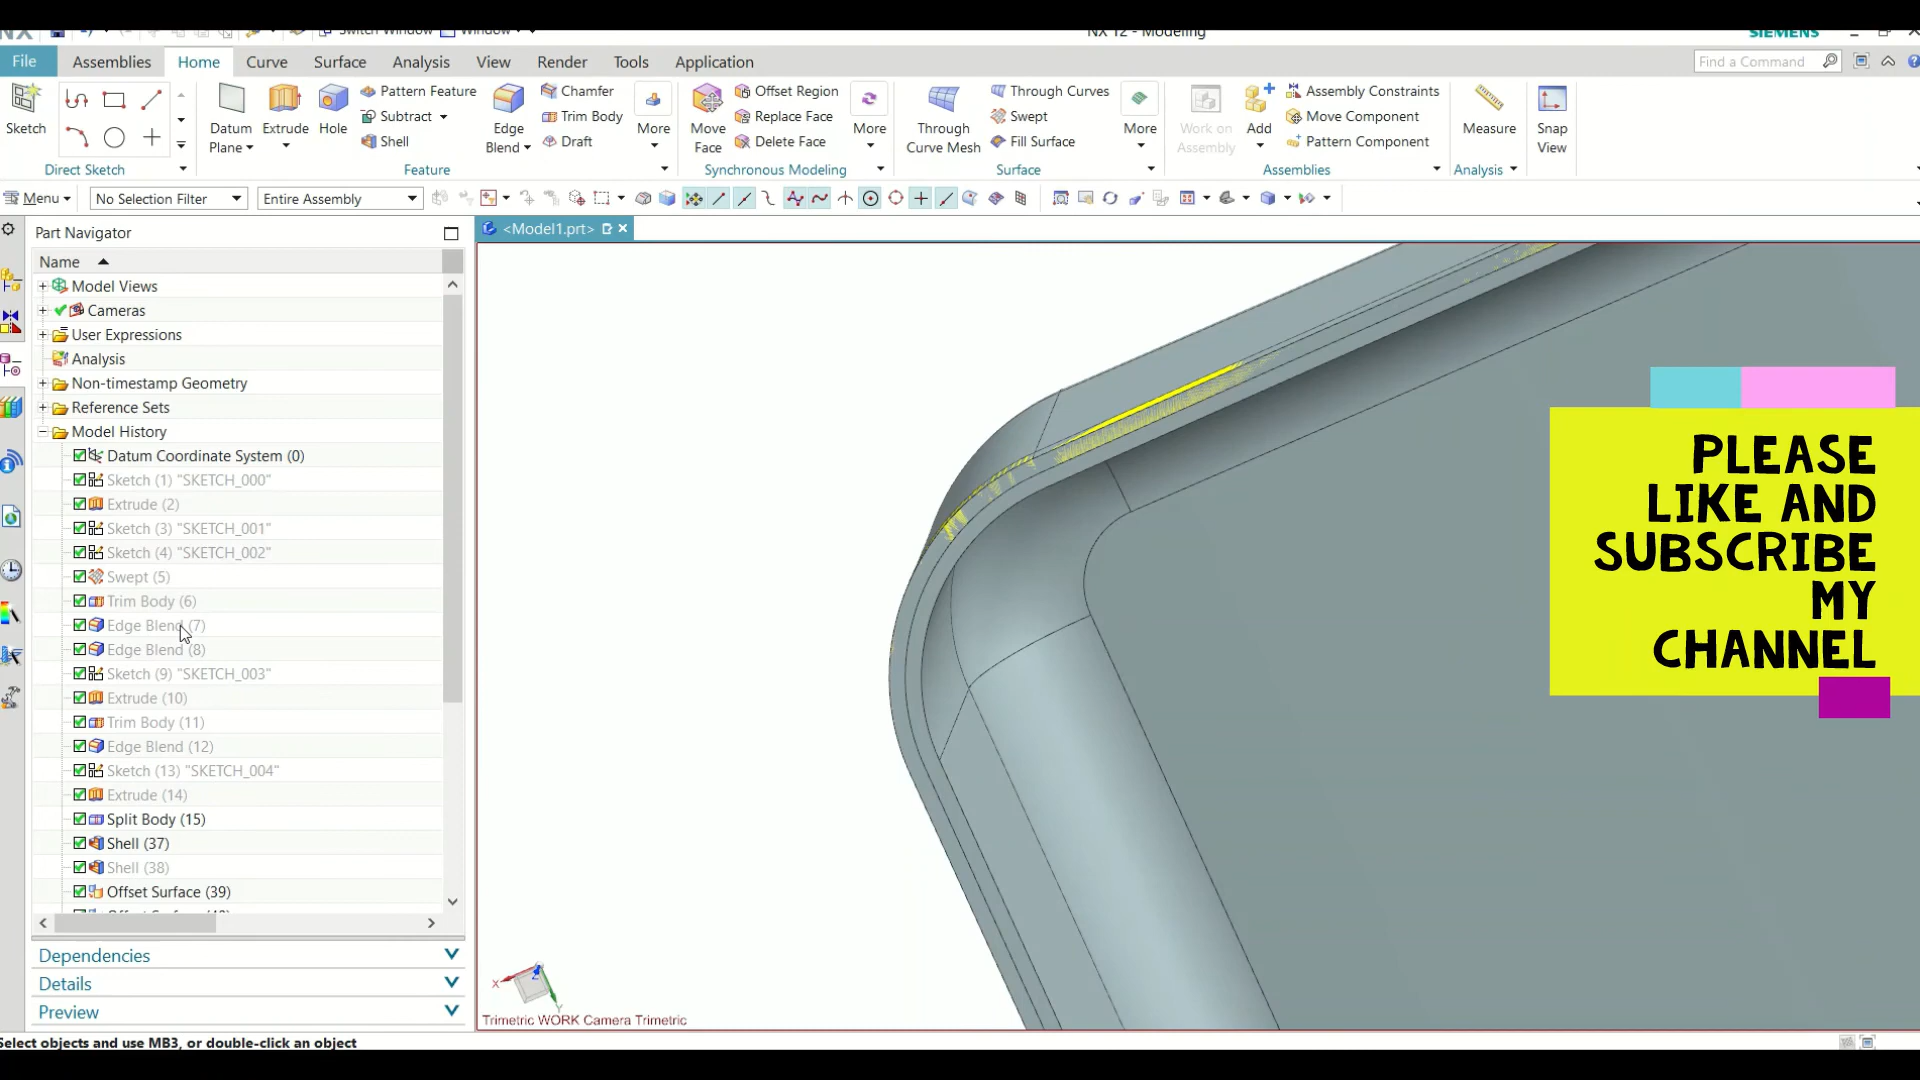 NX
Switch Window
Window
NX 12 - Modeling
SIEMENS
File
Assemblies
Home
Curve
Surface
Analysis
View
Render
Tools
Application
Find a Command
Sketch
Direct Sketch
Datum Plane
Extrude
Hole
Pattern Feature
Subtract
Shell
Edge Blend
Chamfer
Trim Body
Draft
More
Feature
Move Face
Offset Region
Replace Face
Delete Face
More
Synchronous Modeling
Through Curve Mesh
Through Curves
Swept
Fill Surface
More
Surface
Work on Assembly
Add
Assembly Constraints
Move Component
Pattern Component
Assemblies
Measure
Analysis
Snap View
Menu
No Selection Filter
Entire Assembly
Part Navigator
<Model1.prt>
Name
Model Views
Cameras
User Expressions
Analysis
Non-timestamp Geometry
Reference Sets
Model History
Datum Coordinate System (0)
Sketch (1) "SKETCH_000"
Extrude (2)
Sketch (3) "SKETCH_001"
Sketch (4) "SKETCH_002"
Swept (5)
Trim Body (6)
Edge Blend (7)
Edge Blend (8)
Sketch (9) "SKETCH_003"
Extrude (10)
Trim Body (11)
Edge Blend (12)
Sketch (13) "SKETCH_004"
Extrude (14)
Split Body (15)
Shell (37)
Shell (38)
Offset Surface (39)
Dependencies
Details
Preview
PLEASE
LIKE AND
SUBSCRIBE
MY
CHANNEL
X
Y
Z
Trimetric WORK Camera Trimetric
Select objects and use MB3, or double-click an object